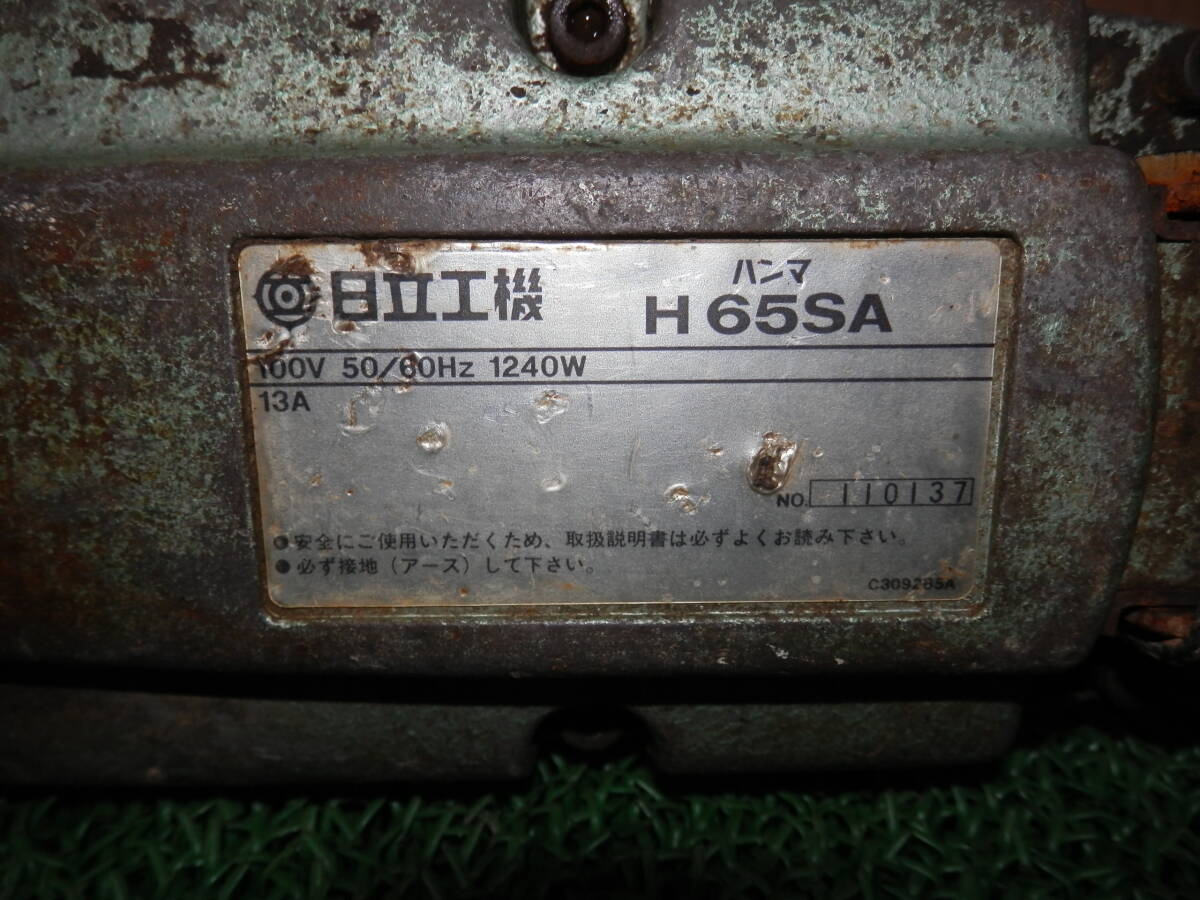 日立工機
ハンマ
H65SA
100V 50/60Hz 1240W
13A
NO. 110137
●安全にご使用いただくため、取扱説明書は必ずよくお読み下さい。
●必ず接地(アース)して下さい。